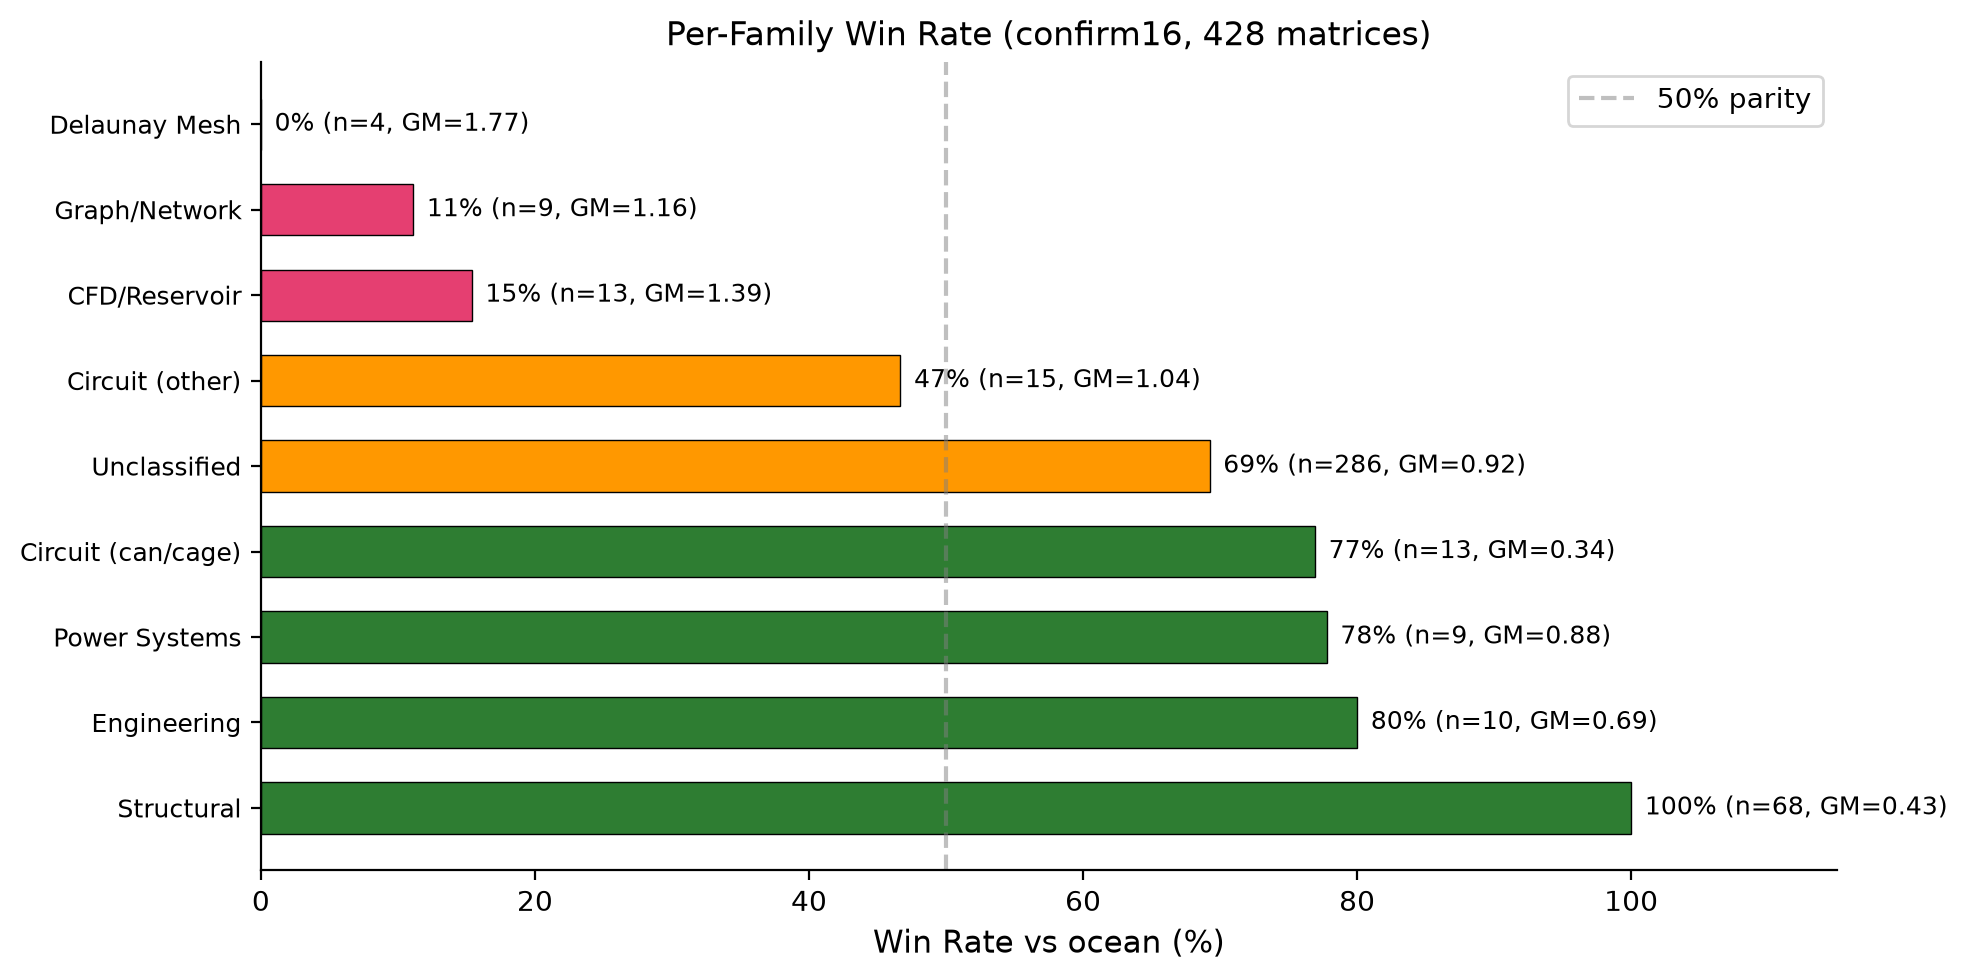 Per-Family Win Rate (confirm16, 428 matrices)
50% parity
Delaunay Mesh 0% (n=4, GM=1.77)
Graph/Network 11% (n=9, GM=1.16)
CFD/Reservoir 15% (n=13, GM=1.39)
Circuit (other) 47% (n=15, GM=1.04)
Unclassified 69% (n=286, GM=0.92)
Circuit (can/cage) 77% (n=13, GM=0.34)
Power Systems 78% (n=9, GM=0.88)
Engineering 80% (n=10, GM=0.69)
Structural 100% (n=68, GM=0.43)
0 20 40 60 80 100
Win Rate vs ocean (%)